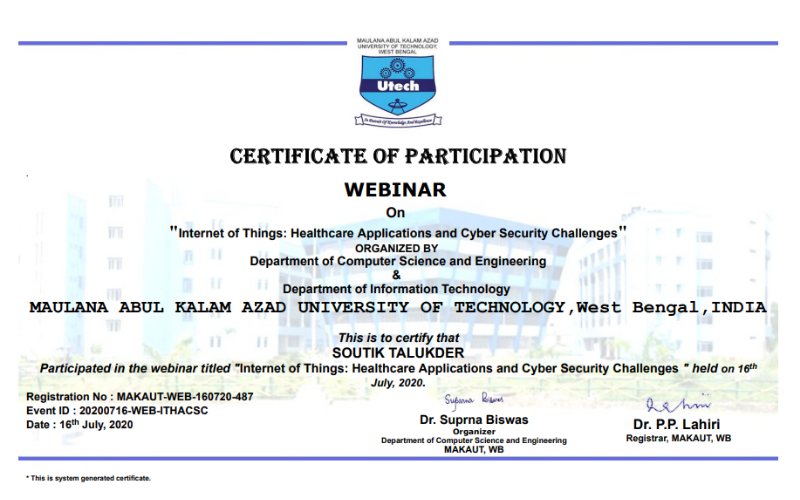 MAULANA ABUL KALAM AZAD
UNIVERSITY OF TECHNOLOGY,
WEST BENGAL
Utech
In Pursuit Of Knowledge And Excellence
CERTIFICATE OF PARTICIPATION
WEBINAR
On
"Internet of Things: Healthcare Applications and Cyber Security Challenges"
ORGANIZED BY
Department of Computer Science and Engineering
&
Department of Information Technology
MAULANA ABUL KALAM AZAD UNIVERSITY OF TECHNOLOGY,West Bengal,INDIA
This is to certify that
SOUTIK TALUKDER
Participated in the webinar titled "Internet of Things: Healthcare Applications and Cyber Security Challenges " held on 16th
July, 2020.
Registration No : MAKAUT-WEB-160720-487
Event ID : 20200716-WEB-ITHACSC
Date : 16th July, 2020
Suprna Biswas
Dr. Suprna Biswas
Organizer
Department of Computer Science and Engineering
MAKAUT, WB
Dr. P.P. Lahiri
Registrar, MAKAUT, WB
* This is system generated certificate.